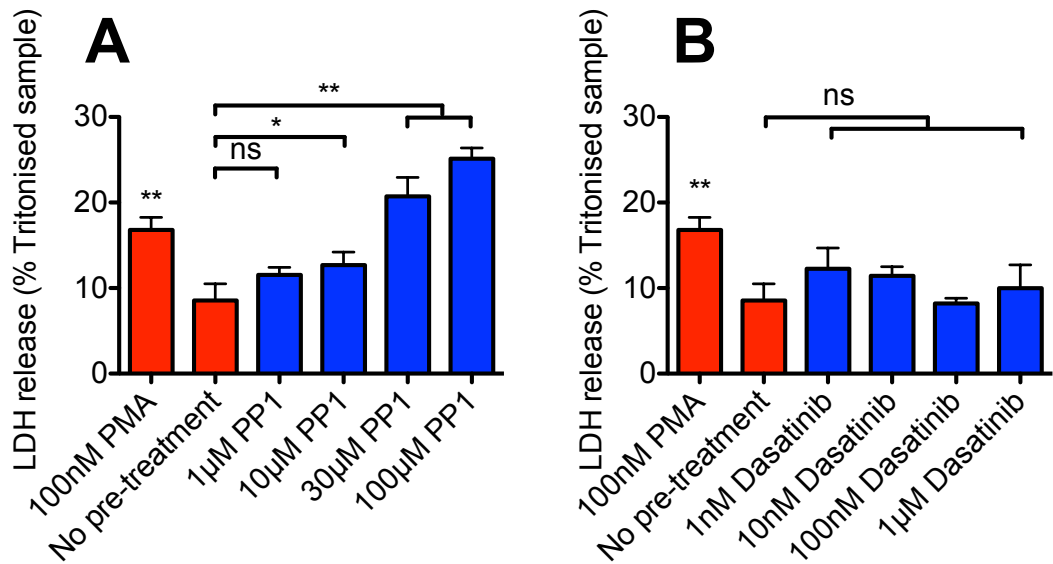 A
LDH release (% Tritonised sample)
30
20
10
0
**
ns
*
**
100nM PMA
No pre-treatment
1µM PP1
10µM PP1
30µM PP1
100µM PP1
B
LDH release (% Tritonised sample)
30
20
10
0
**
ns
100nM PMA
No pre-treatment
1nM Dasatinib
10nM Dasatinib
100nM Dasatinib
1µM Dasatinib